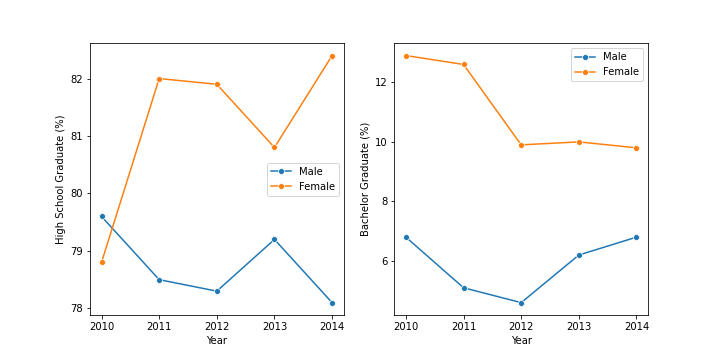 High School Graduate (%)
82
81
80
79
78
2010 2011 2012 2013 2014
Year
Male
Female
Bachelor Graduate (%)
12
10
8
6
2010 2011 2012 2013 2014
Year
Male
Female